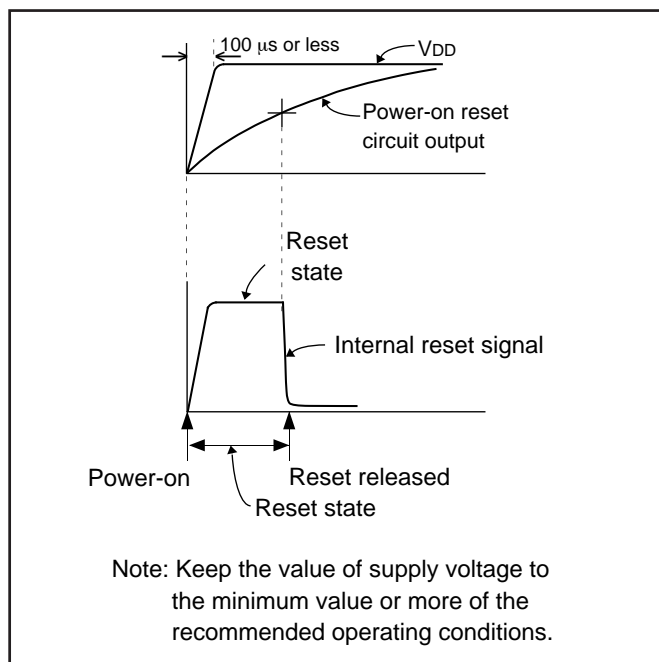 100 μs or less
VDD
Power-on reset
circuit output
Reset
state
Internal reset signal
Power-on
Reset released
Reset state
Note: Keep the value of supply voltage to
the minimum value or more of the
recommended operating conditions.